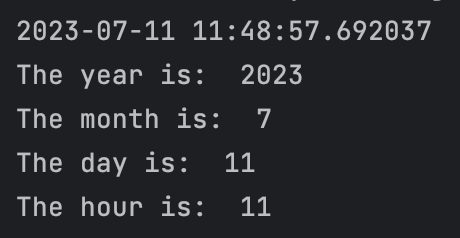 2023-07-11 11:48:57.692037
The year is:  2023
The month is:  7
The day is:  11
The hour is:  11